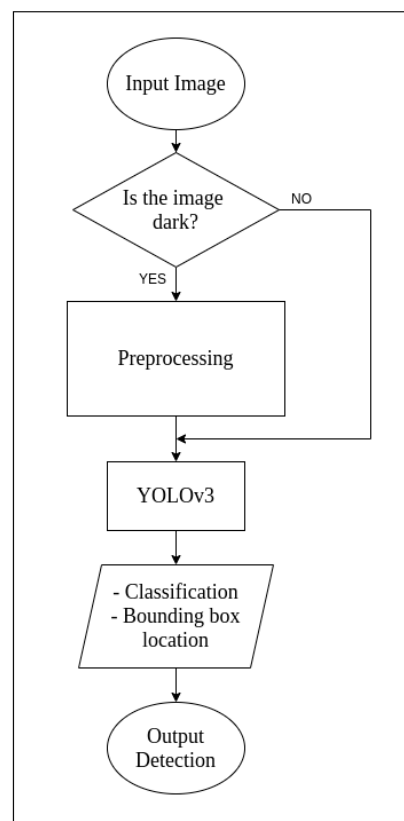 Input Image
Is the image
dark?
NO
YES
Preprocessing
YOLOv3
- Classification
- Bounding box
location
Output
Detection